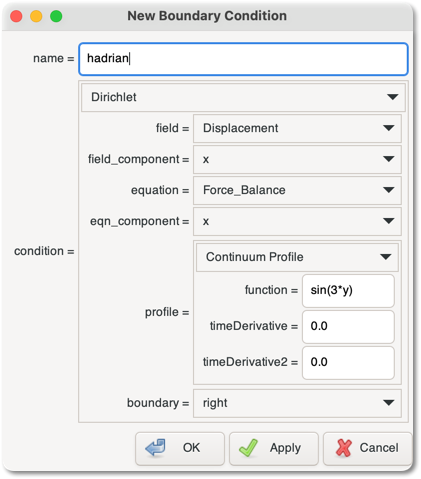 New Boundary Condition
name = hadrian
Dirichlet
field = Displacement
field_component = x
equation = Force_Balance
eqn_component = x
condition =
Continuum Profile
function = sin(3*y)
profile =
timeDerivative = 0.0
timeDerivative2 = 0.0
boundary = right
OK Apply Cancel